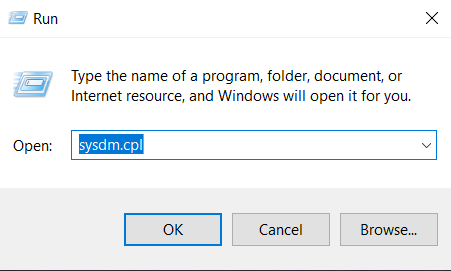 Run
Type the name of a program, folder, document, or
Internet resource, and Windows will open it for you.
Open: sysdm.cpl
OK Cancel Browse...